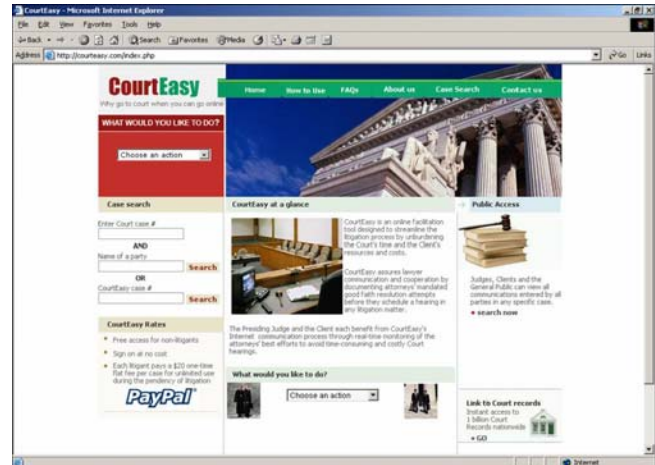 CourtEasy - Microsoft Internet Explorer
File Edit View Favorites Tools Help
Back Search Favorites Media
Address http://courteasy.com/index.php Go Links
CourtEasy
Why go to court when you can go online
Home How to Use FAQs About us Case Search Contact us
WHAT WOULD YOU LIKE TO DO?
Choose an action
Case search
Enter Court case #
AND
Name of a party
Search
OR
CourtEasy case #
Search
CourtEasy Rates
Free access for non-litigants
Sign on at no cost
Each litigant pays a $20 one-time
flat fee per case for unlimited use
during the pendency of litigation
PayPal
CourtEasy at a glance
CourtEasy is an online facilitation
tool designed to streamline the
litigation process by unburdening
the Court's time and the Client's
resources and costs.
CourtEasy assures lawyer
communication and cooperation by
documenting attorneys' mandated
good faith resolution attempts
before they schedule a hearing in
any litigation matter.
The Presiding Judge and the Client each benefit from CourtEasy's
Internet communication process through real-time monitoring of the
attorneys' best efforts to avoid time-consuming and costly Court
hearings.
What would you like to do?
Choose an action
Public Access
Judges, Clients and the
General Public can view all
communications entered by all
parties in any specific case.
search now
Link to Court records
Instant access to
1 billion Court
Records nationwide
GO
Internet